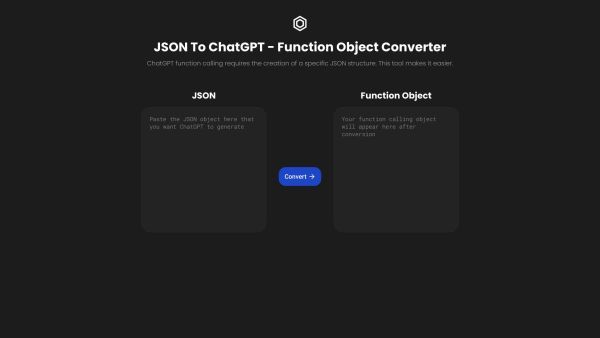 JSON To ChatGPT - Function Object Converter
ChatGPT function calling requires the creation of a specific JSON structure. This tool makes it easier.
JSON
Function Object
Paste the JSON object here that
you want ChatGPT to generate
Convert →
Your function calling object
will appear here after
conversion